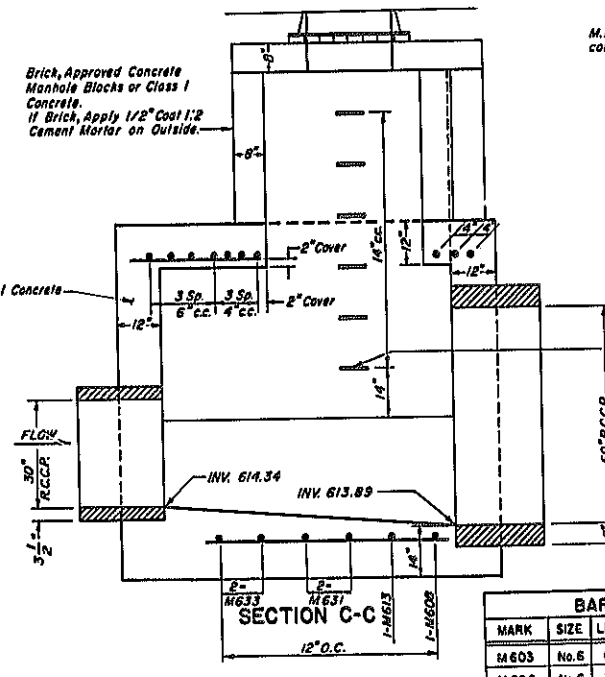 M.
8"
Brick, Approved Concrete
Manhole Blocks or Class I
Concrete.
If Brick, Apply 1/2" Coat 1:2
Cement Mortar on Outside.
8"
14" c.c.
4" 4"
12"
2" Cover
1 Concrete
3 Sp.
6" c.c.
3 Sp.
4" c.c.
2" Cover
12"
12"
14"
FLOW
30"
R.C.C.P.
INV. 614.34
INV. 613.89
3 1/2"
14"
2-
M633
2-
M631
1-M613
1-M608
SECTION C-C
12" O.C.
BAR
MARK SIZE
M603 No.6